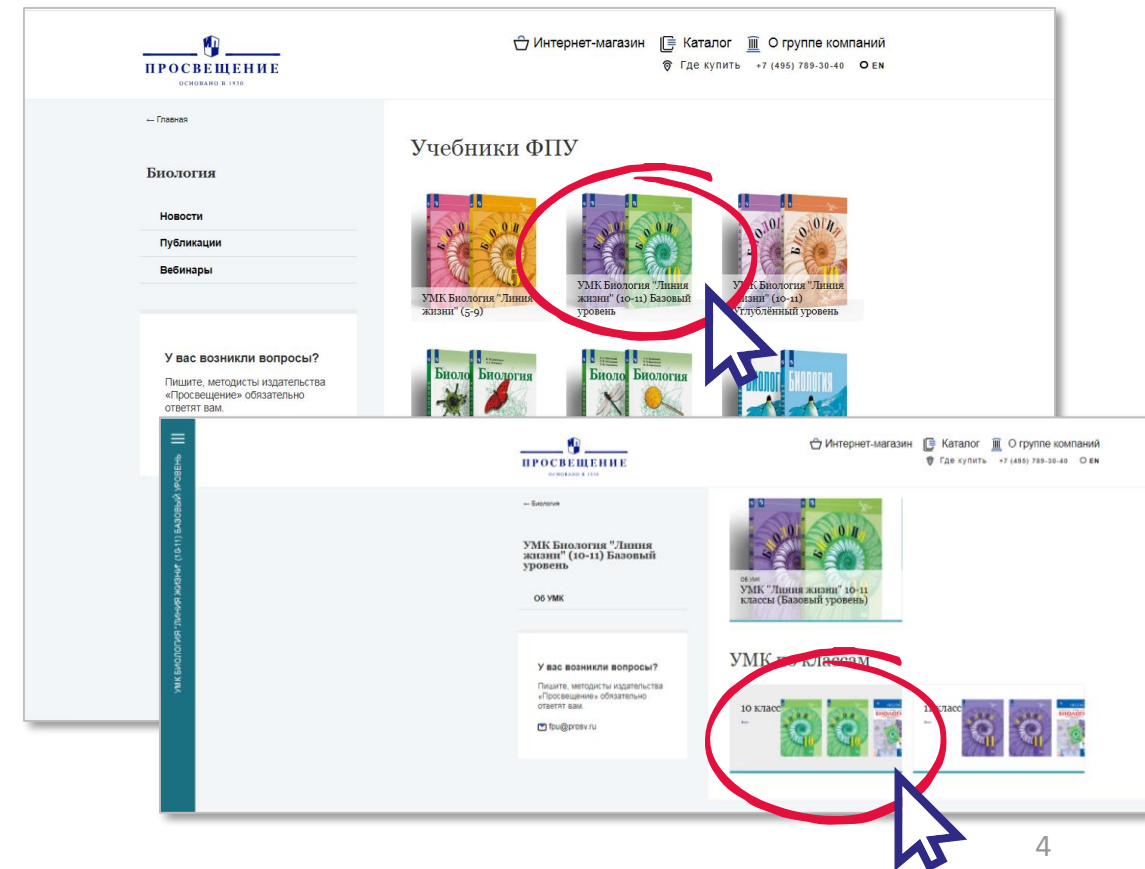 ПРОСВЕЩЕНИЕ
ОСНОВАНО В 1930
Интернет-магазин Каталог О группе компаний
Где купить +7 (495) 789-30-40 EN
← Главная
Биология
Новости
Публикации
Вебинары
У вас возникли вопросы?
Пишите, методисты издательства
«Просвещение» обязательно
ответят вам.
Учебники ФПУ
УМК Биология "Линия
жизни" (5-9)
УМК Биология "Линия
жизни" (10-11) Базовый
уровень
УМК Биология "Линия
жизни" (10-11)
Углублённый уровень
Биология
Биология
БИОЛОГИЯ
УМК БИОЛОГИЯ "ЛИНИЯ ЖИЗНИ" (10-11) БАЗОВЫЙ УРОВЕНЬ
ПРОСВЕЩЕНИЕ
ОСНОВАНО В 1930
Интернет-магазин Каталог О группе компаний
Где купить +7 (495) 789-30-40 EN
← Биология
УМК Биология "Линия
жизни" (10-11) Базовый
уровень
Об УМК
У вас возникли вопросы?
Пишите, методисты издательства
«Просвещение» обязательно
ответят вам.
fpu@prosv.ru
Об УМК
УМК "Линия жизни" 10-11
классы (Базовый уровень)
УМК по классам
10 класс
11 класс
4